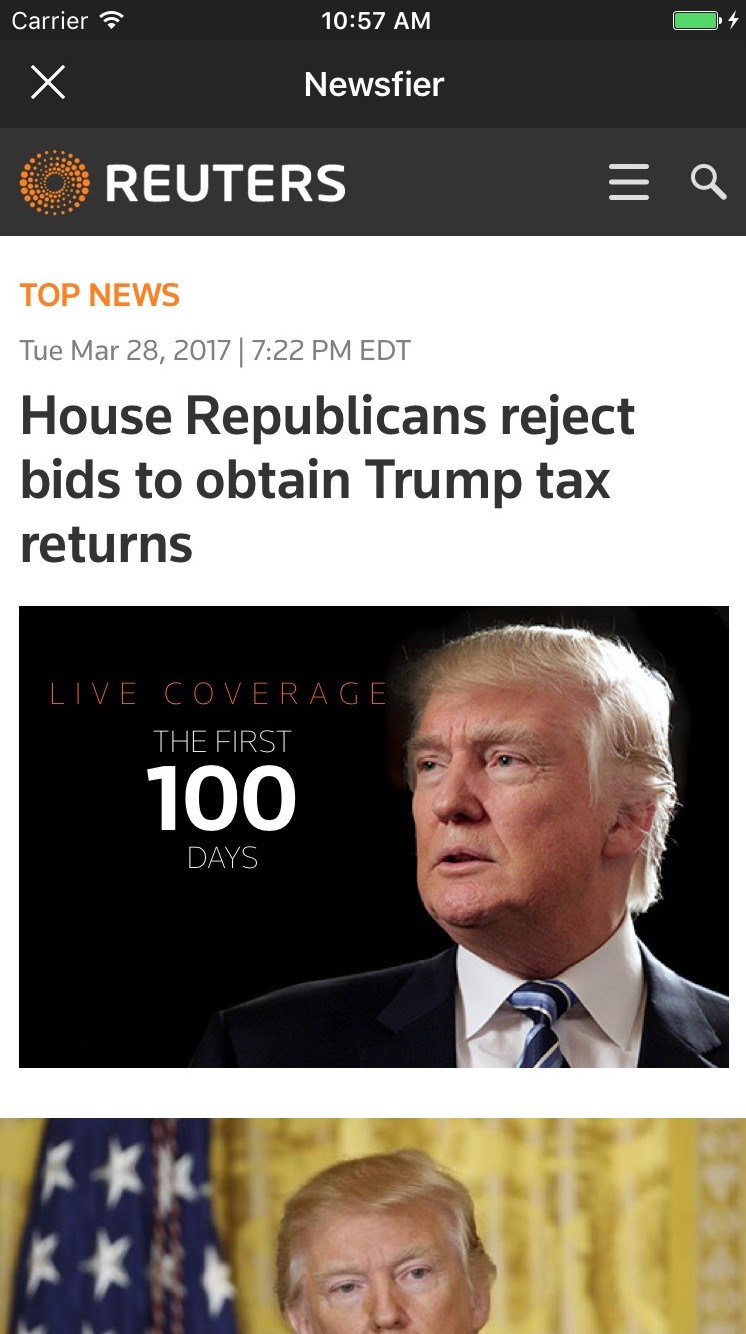 Carrier 10:57 AM
Newsfier
REUTERS
TOP NEWS
Tue Mar 28, 2017 | 7:22 PM EDT
House Republicans reject
bids to obtain Trump tax
returns
LIVE COVERAGE
THE FIRST
100
DAYS